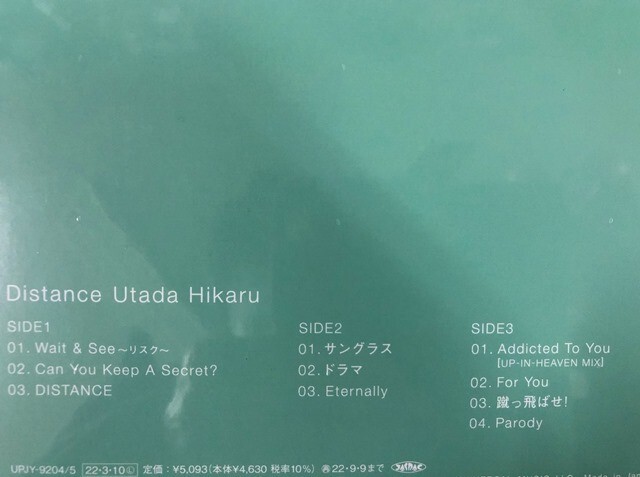 Distance Utada Hikaru
SIDE1
01. Wait & See ～リスク～
02. Can You Keep A Secret?
03. DISTANCE
SIDE2
01. サングラス
02. ドラマ
03. Eternally
SIDE3
01. Addicted To You
[UP-IN-HEAVEN MIX]
02. For You
03. 蹴っ飛ばせ!
04. Parody
UPJY-9204/5 22・3・10Ⓛ 定価：¥5,093(本体¥4,630 税率10%) ㊄22・9・9まで